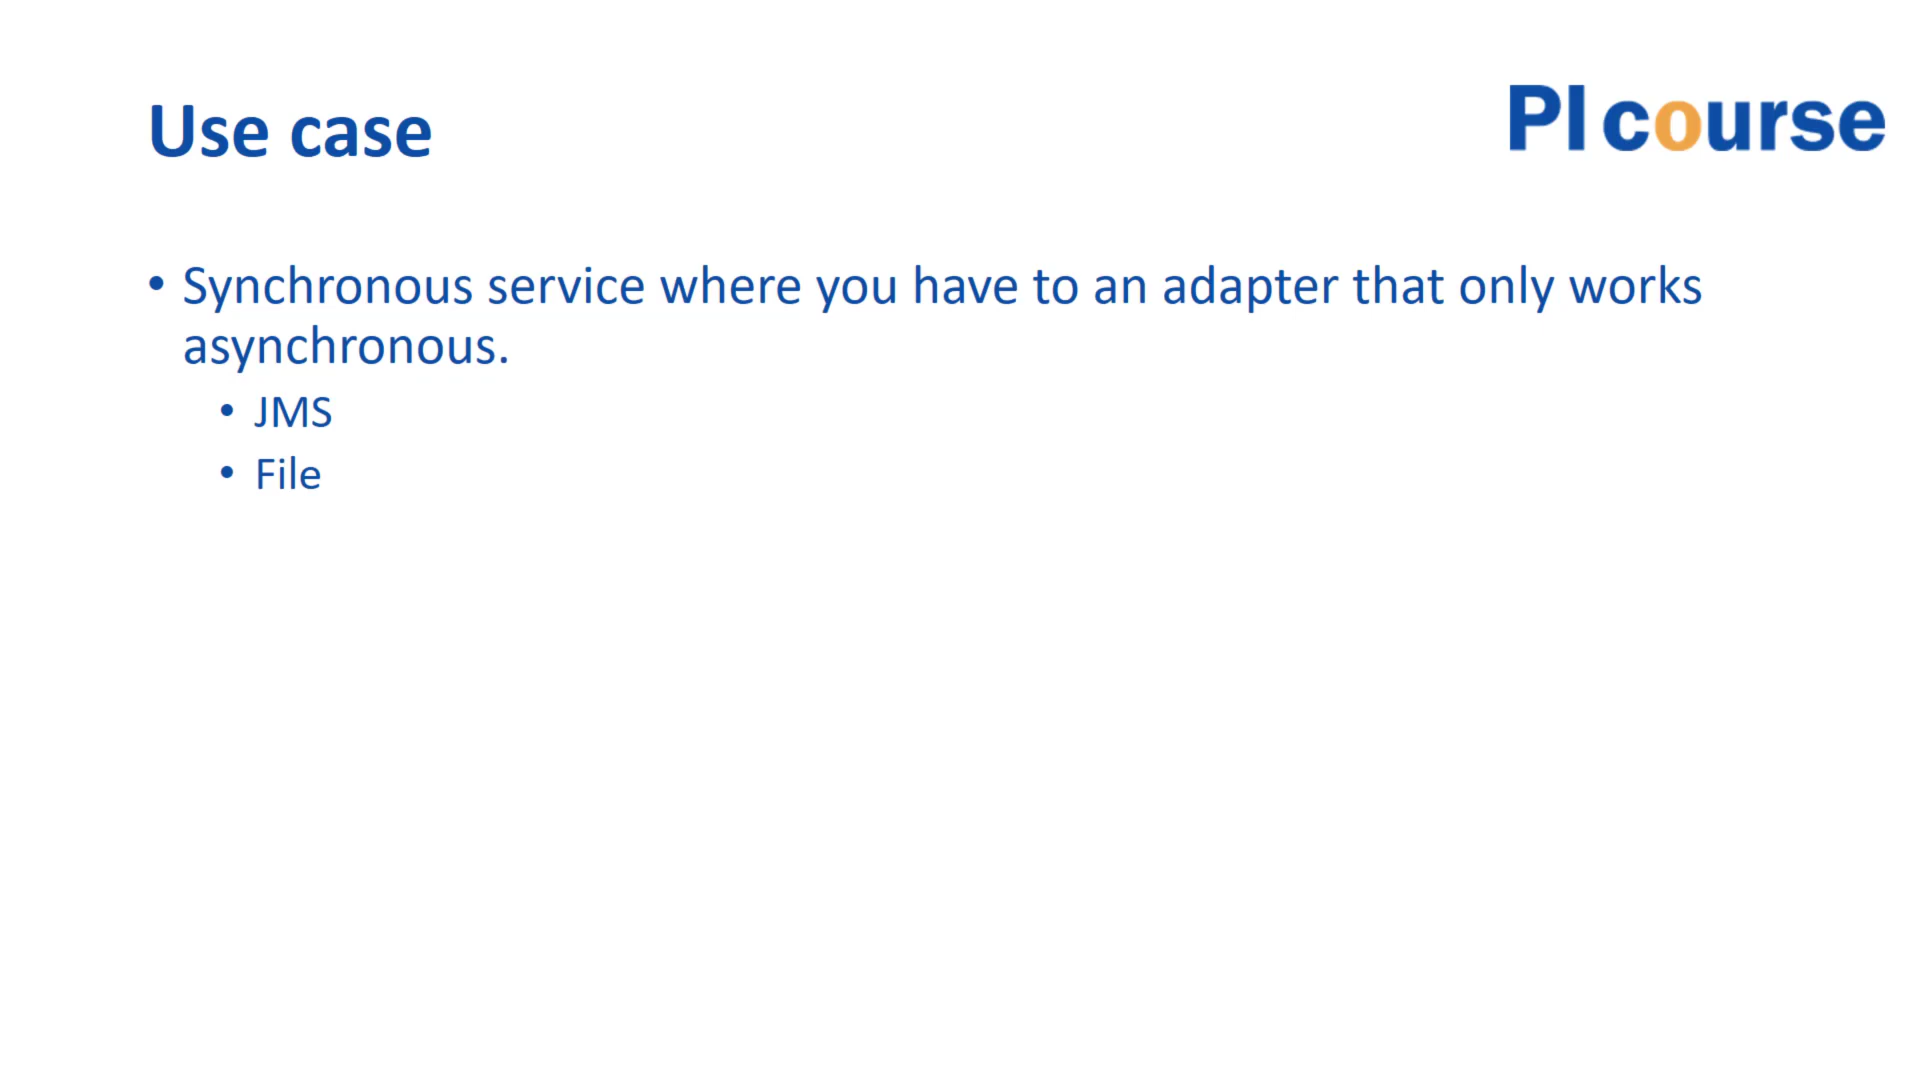 Use case
PI course
• Synchronous service where you have to an adapter that only works
asynchronous.
• JMS
• File